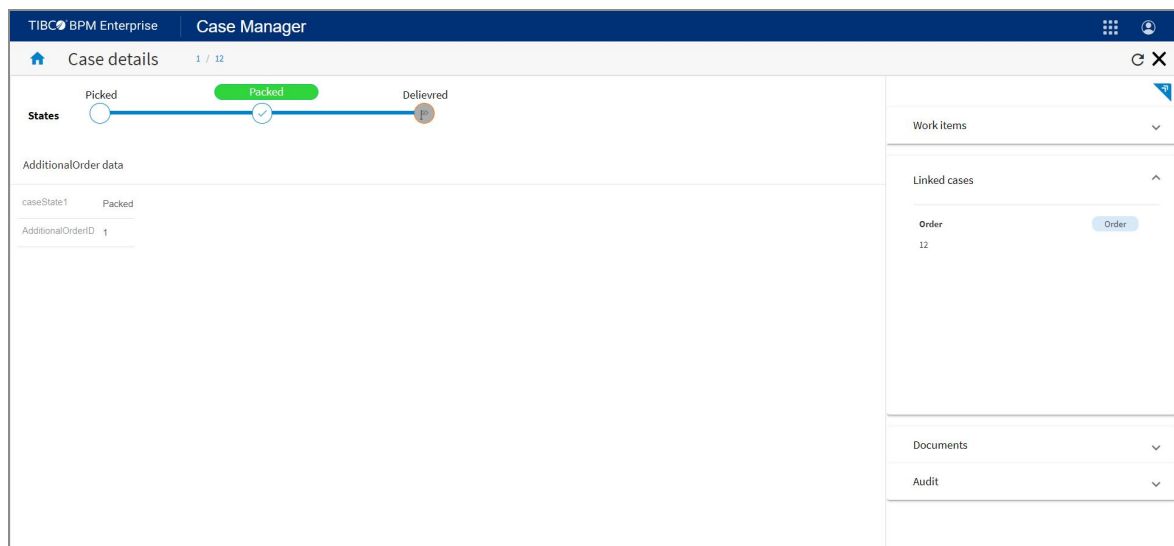 TIBCO BPM Enterprise Case Manager
Case details 1 / 12
Picked Packed Delievred
States
AdditionalOrder data
caseState1 Packed
AdditionalOrderID 1
Work items
Linked cases
Order Order
12
Documents
Audit